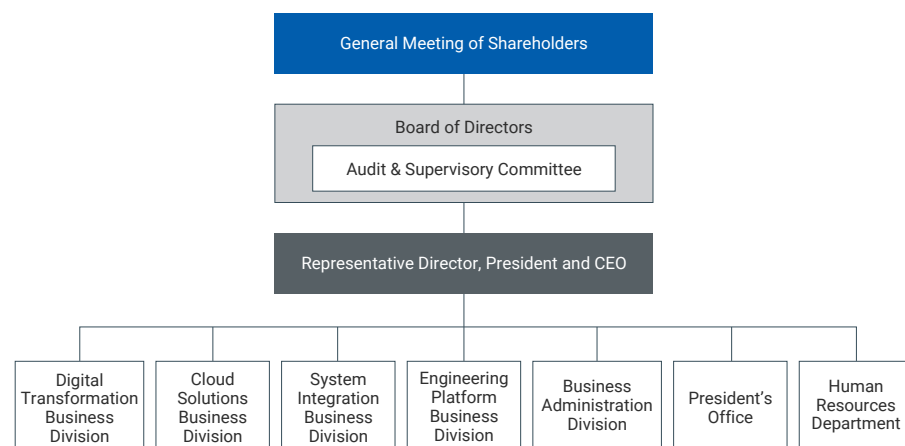 General Meeting of Shareholders
Board of Directors
Audit & Supervisory Committee
Representative Director, President and CEO
Digital
Transformation
Business
Division
Cloud
Solutions
Business
Division
System
Integration
Business
Division
Engineering
Platform
Business
Division
Business
Administration
Division
President’s
Office
Human
Resources
Department